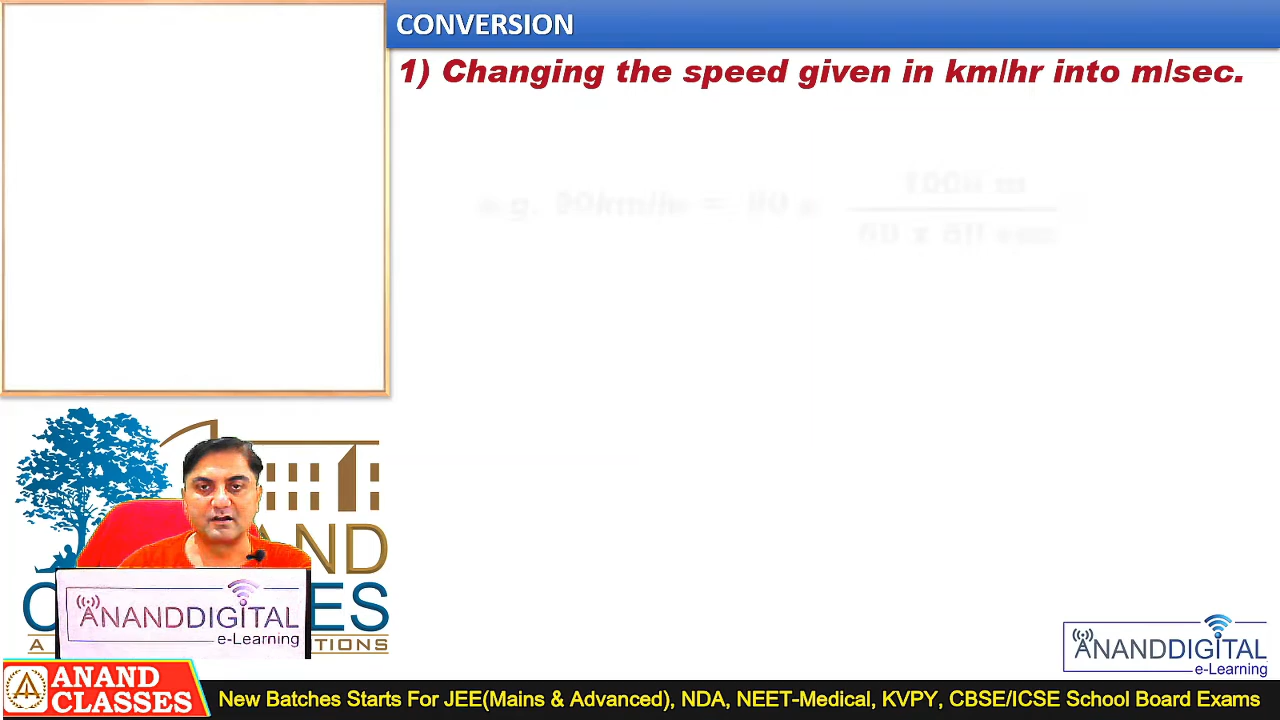 CONVERSION
1) Changing the speed given in km/hr into m/sec.
ANANDDIGITAL
e-Learning
ANANDDIGITAL
e-Learning
ANAND
CLASSES
New Batches Starts For JEE(Mains & Advanced), NDA, NEET-Medical, KVPY, CBSE/ICSE School Board Exams